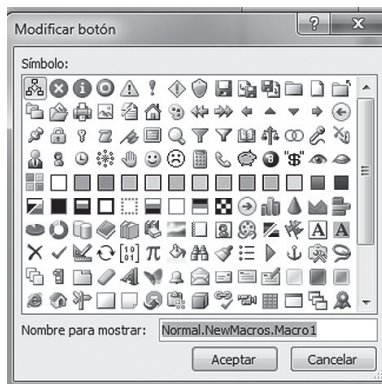 Modificar botón
Símbolo:
Nombre para mostrar:
Normal.NewMacros.Macro1
Aceptar
Cancelar